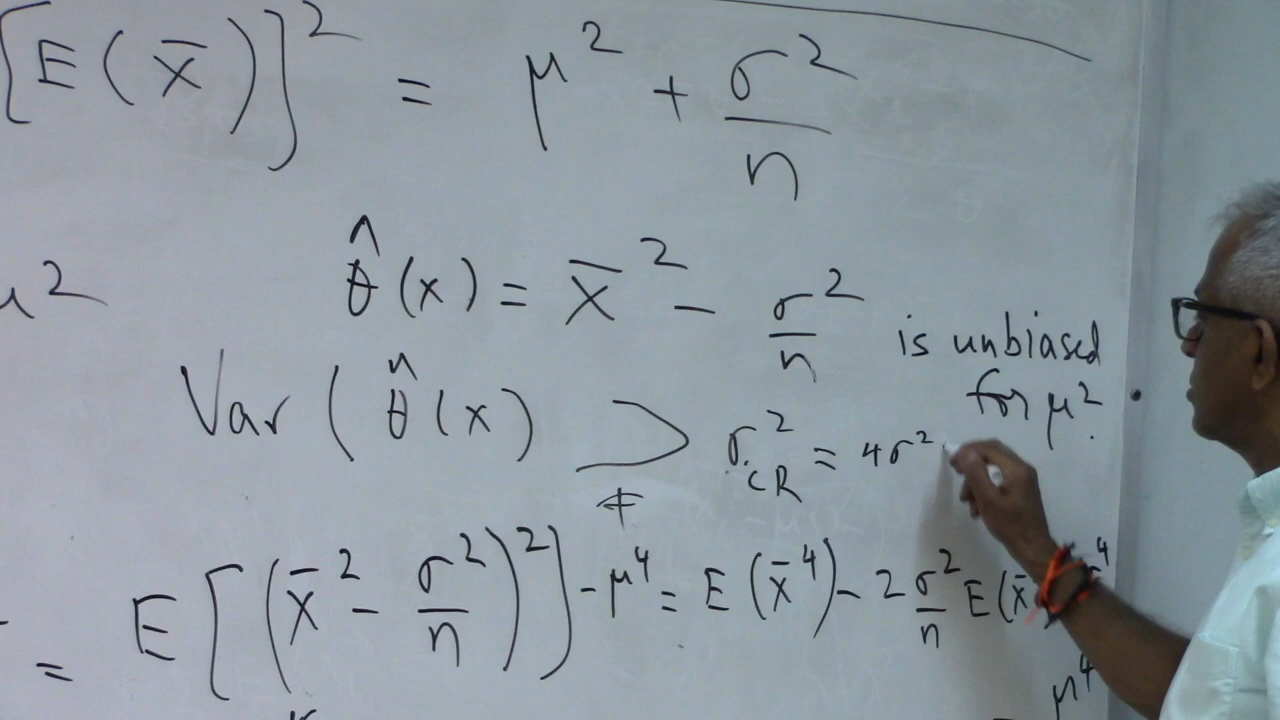 [E(x̄)]² = μ² + σ²/n
μ² θ̂(x) = x̄² − σ²/n is unbiased
for μ².
Var(θ̂(x)) > σ²_CR = 4σ²
≠
= E[(x̄² − σ²/n)²] − μ⁴ = E(x̄⁴) − 2 σ²/n E(x̄
μ⁴